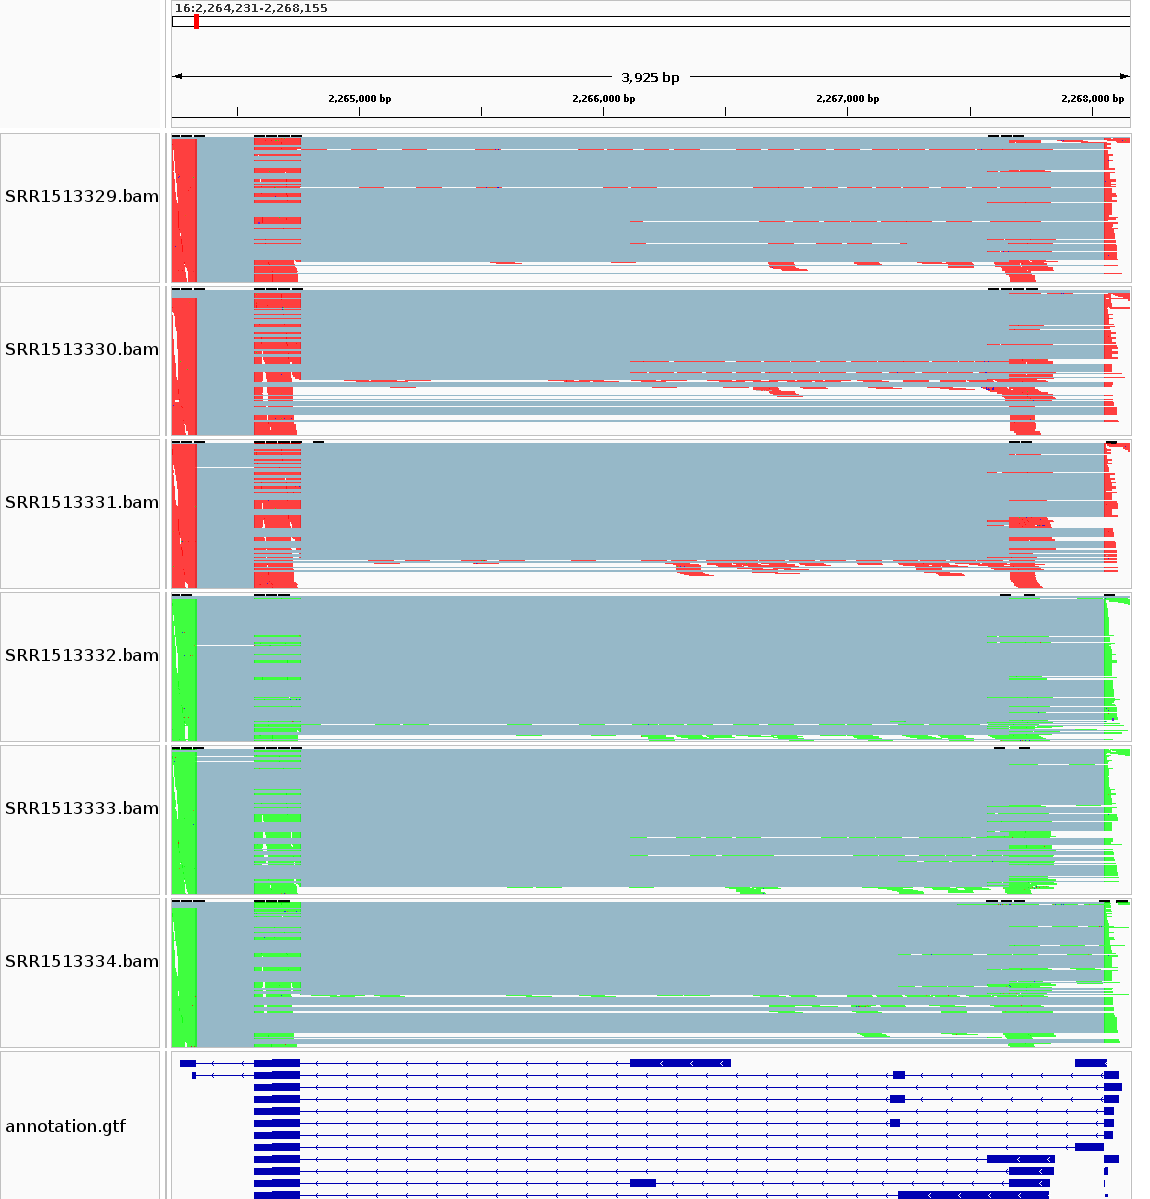 16:2,264,231-2,268,155
3,925 bp
2,265,000 bp 2,266,000 bp 2,267,000 bp 2,268,000 bp
SRR1513329.bam
SRR1513330.bam
SRR1513331.bam
SRR1513332.bam
SRR1513333.bam
SRR1513334.bam
annotation.gtf